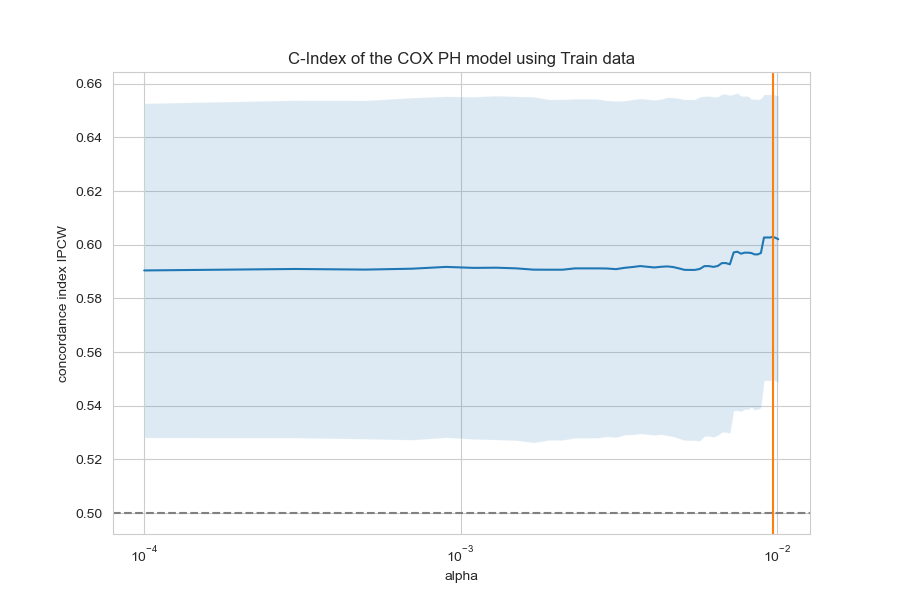 C-Index of the COX PH model using Train data
concordance index IPCW
0.66
0.64
0.62
0.60
0.58
0.56
0.54
0.52
0.50
10⁻⁴ 10⁻³ 10⁻²
alpha